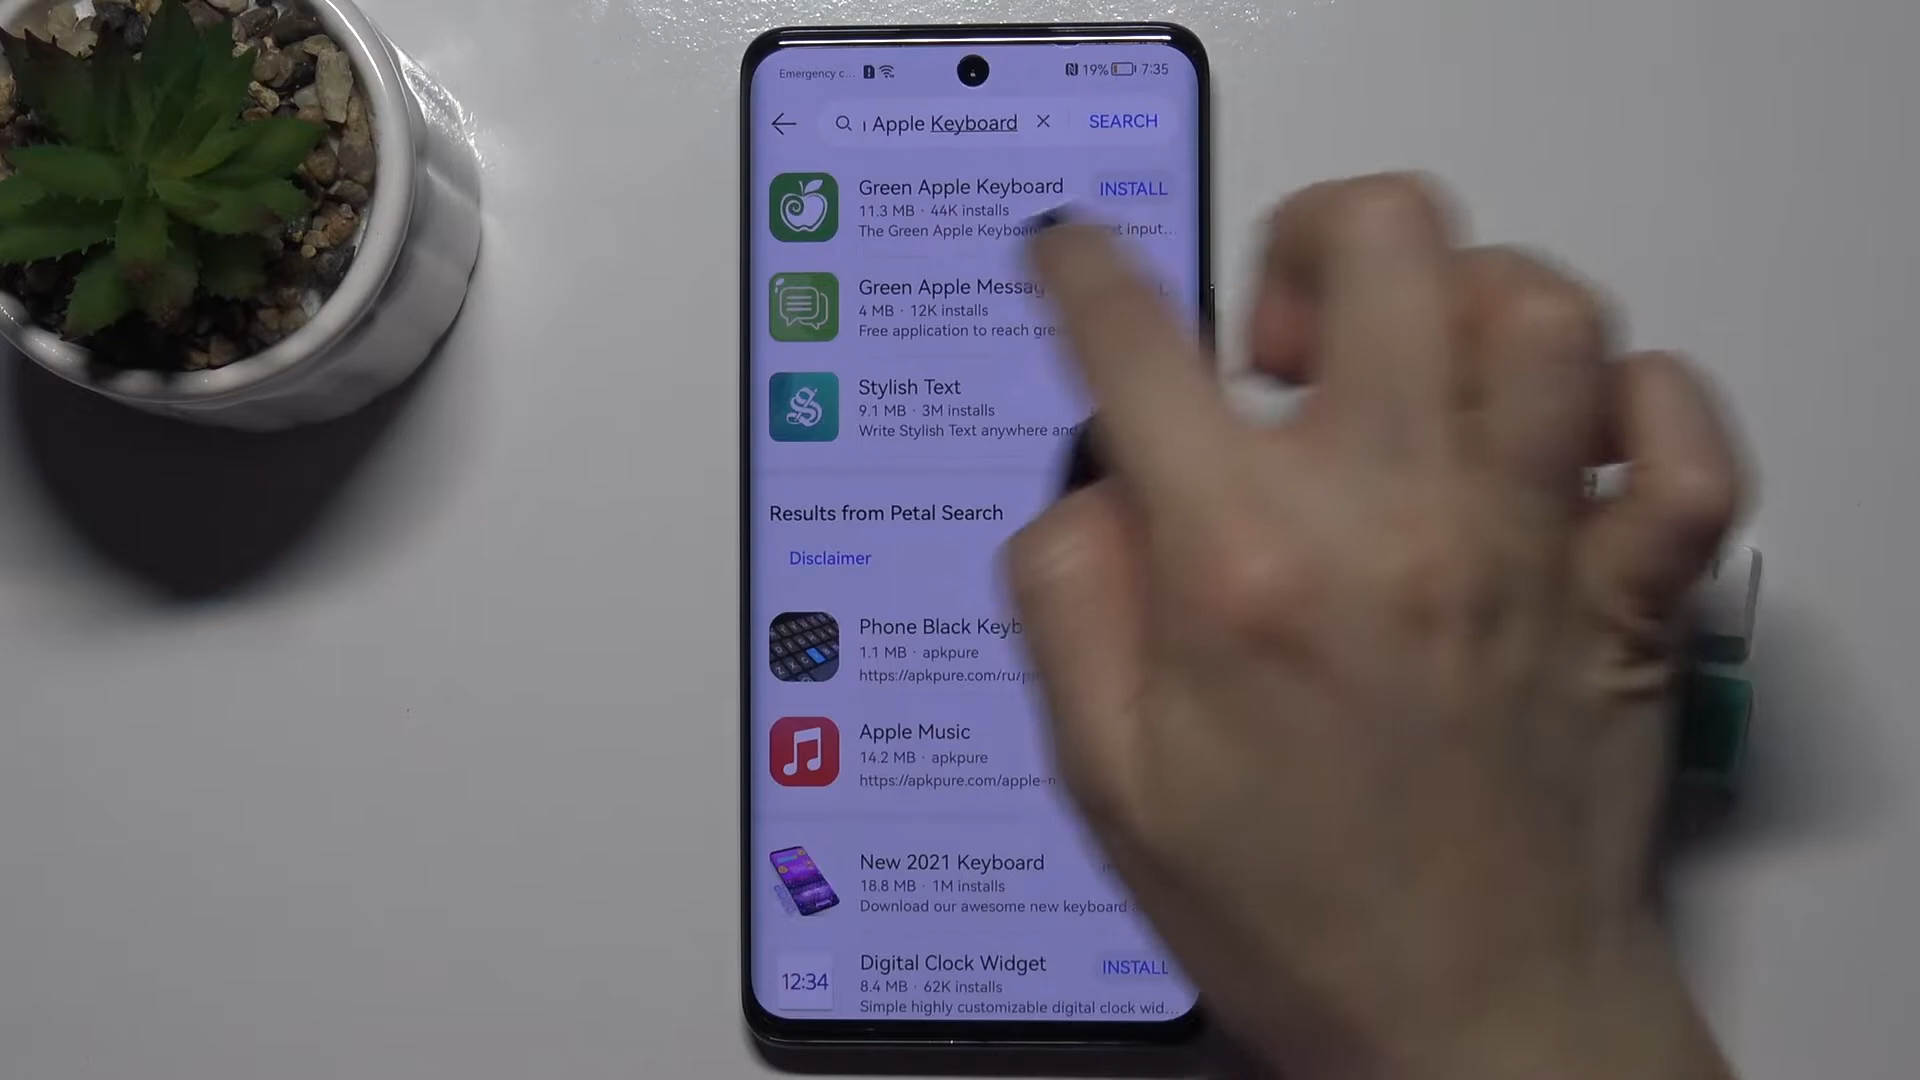 Emergency c... 19% 7:35
Apple Keyboard SEARCH
Green Apple Keyboard INSTALL
11.3 MB · 44K installs
The Green Apple input...
Green Apple
4 MB · 12K installs
Free application to reach
Stylish Text
9.1 MB · 3M installs
Write Stylish Text anywhere and
Results from Petal Search
Disclaimer
Phone Black
1.1 MB · apkpure
https://apkpure.com/ru/
Apple Music
14.2 MB · apkpure
https://apkpure.com/apple-
New 2021 Keyboard
18.8 MB · 1M installs
Download our awesome new keyboard
12:34
Digital Clock Widget INSTALL
8.4 MB · 62K installs
Simple highly customizable digital clock wid...